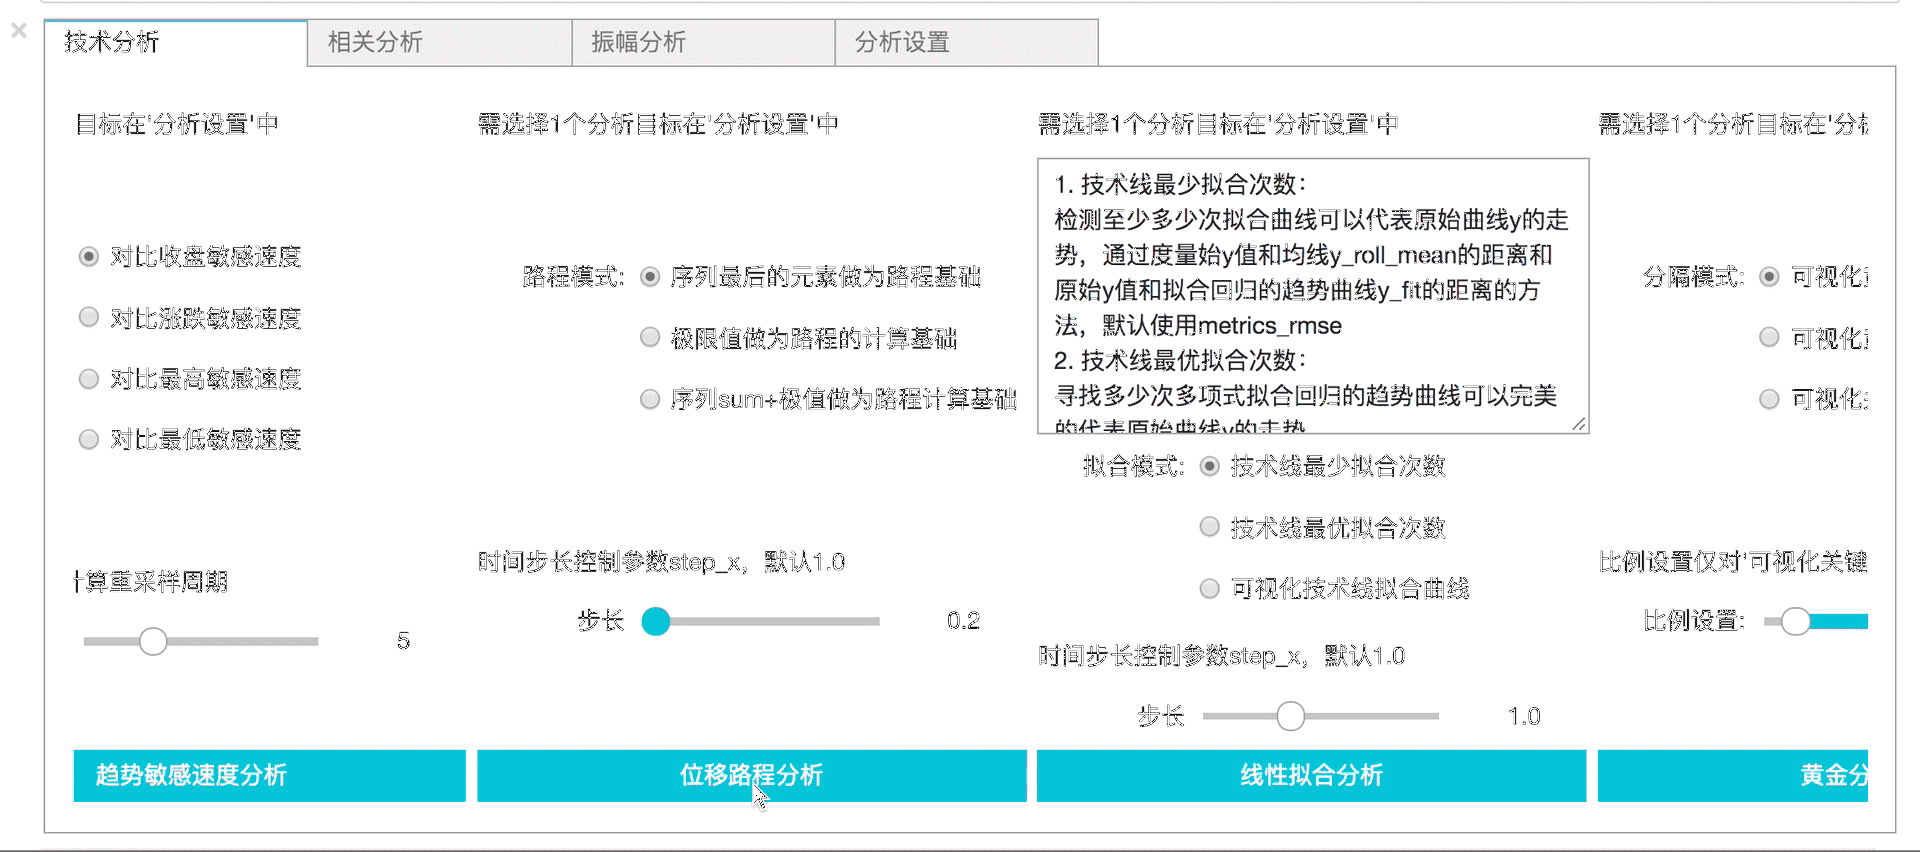 技术分析
相关分析
振幅分析
分析设置
目标在'分析设置'中
对比收盘敏感速度
对比涨跌敏感速度
对比最高敏感速度
对比最低敏感速度
算重采样周期
5
趋势敏感速度分析
需选择1个分析目标在'分析设置'中
路程模式:
序列最后的元素做为路程基础
极限值做为路程的计算基础
序列sum+极值做为路程计算基础
时间步长控制参数step_x，默认1.0
步长
0.2
位移路程分析
需选择1个分析目标在'分析设置'中
1. 技术线最少拟合次数：
检测至少多少次拟合曲线可以代表原始曲线y的走
势，通过度量始y值和均线y_roll_mean的距离和
原始y值和拟合回归的趋势曲线y_fit的距离的方
法，默认使用metrics_rmse
2. 技术线最优拟合次数：
寻找多少次多项式拟合回归的趋势曲线可以完美
的代表原始曲线y的走势
拟合模式:
技术线最少拟合次数
技术线最优拟合次数
可视化技术线拟合曲线
时间步长控制参数step_x，默认1.0
步长
1.0
线性拟合分析
需选择1个分析目标在'分析
分隔模式:
可视化
可视化
可视化
比例设置仅对'可视化关键
比例设置:
黄金分